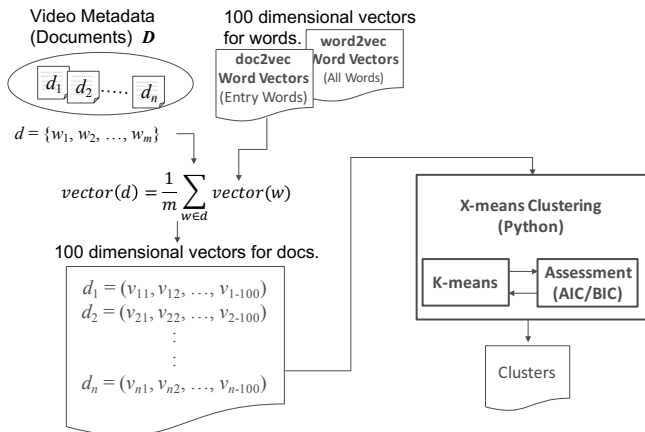 Video Metadata
(Documents) D
d1 d2 ..... dn
d = {w1, w2, …, wm}
100 dimensional vectors
for words.
doc2vec
Word Vectors
(Entry Words)
word2vec
Word Vectors
(All Words)
vector(d) = 1/m ∑ w∈d vector(w)
100 dimensional vectors for docs.
d1 = (v11, v12, …, v1-100)
d2 = (v21, v22, …, v2-100)
:
:
dn = (vn1, vn2, …, vn-100)
X-means Clustering
(Python)
K-means
Assessment
(AIC/BIC)
Clusters